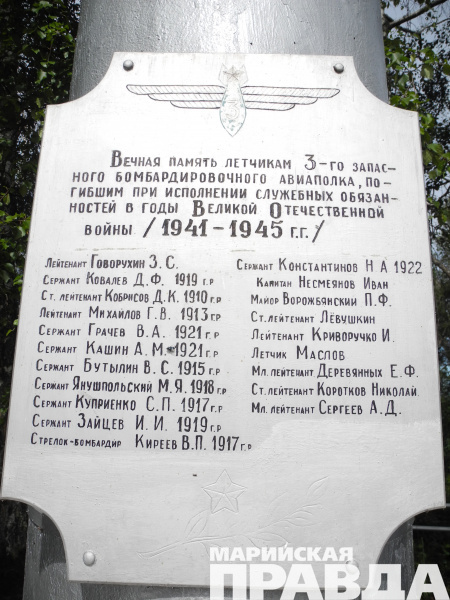 Вечная память летчикам 3-го запас-
ного бомбардировочного авиаполка, по-
гибшим при исполнении служебных обязан-
ностей в годы Великой Отечественной
войны /1941-1945 г.г./
Лейтенант Говорухин З.С.
Сержант Ковалев Д.Ф. 1919 г.р
Ст. лейтенант Кобрисов Д.К. 1910 г.р.
Лейтенант Михайлов Г.В. 1913 г.р
Сержант Грачев В.А. 1921 г.р
Сержант Кашин А.М. 1921 г.р.
Сержант Бутылин В.С. 1915 г.р
Сержант Янушпольский М.Я. 1918 г.р
Сержант Куприенко С.П. 1917 г.р
Сержант Зайцев И.И. 1919 г.р
Стрелок-бомбардир Киреев В.П. 1917 г.р
Сержант Константинов Н А 1922
Капитан Несмеянов Иван
Майор Ворожбянский П.Ф.
Ст. лейтенант Лёвушкин
Лейтенант Криворучко И.
Летчик Маслов
Мл. лейтенант Деревянных Е.Ф.
Ст. лейтенант Коротков Николай
Мл. лейтенант Сергеев А.Д.
МАРИЙСКАЯ
ПРАВДА